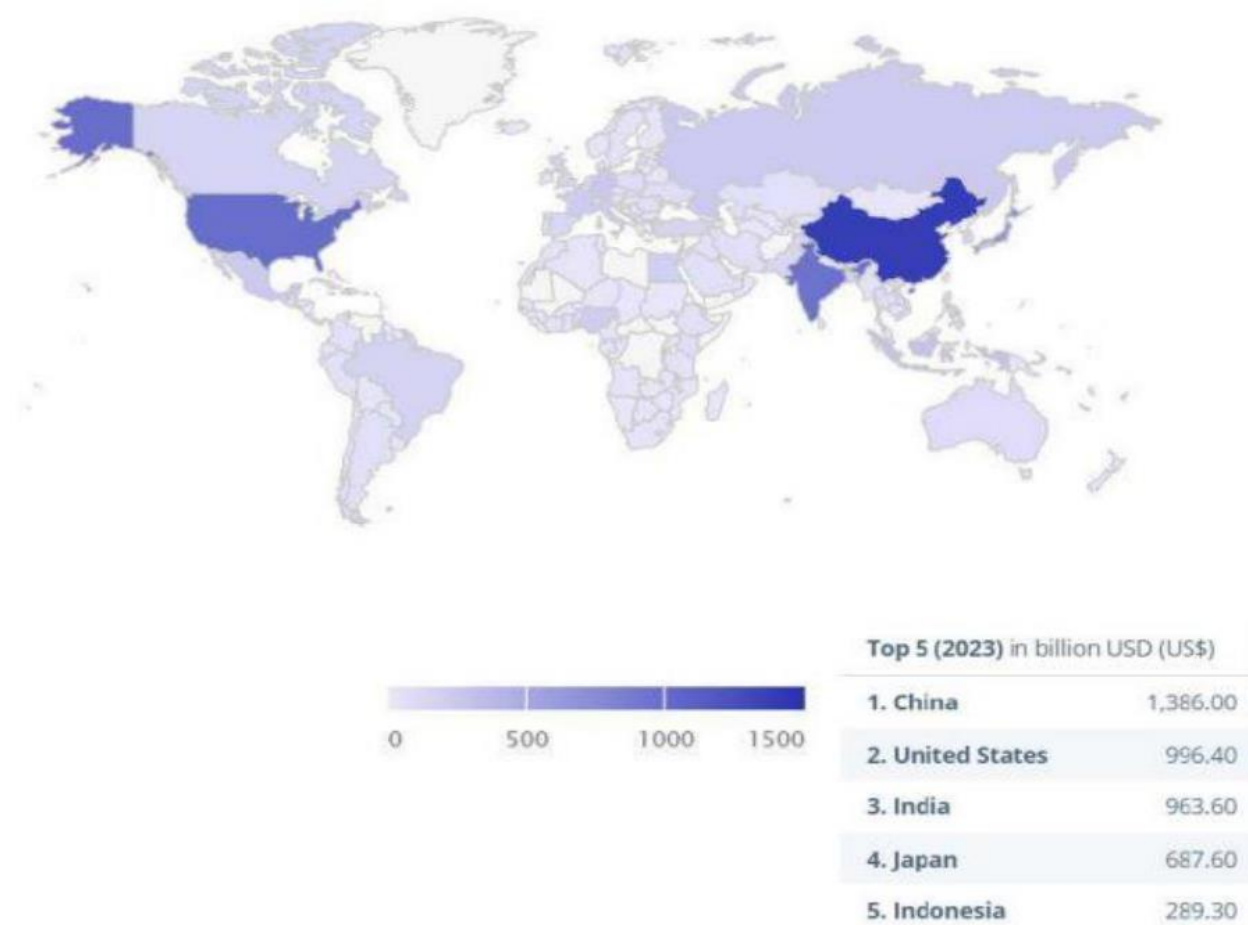 0 500 1000 1500
Top 5 (2023) in billion USD (US$)
1. China 1,386.00
2. United States 996.40
3. India 963.60
4. Japan 687.60
5. Indonesia 289.30